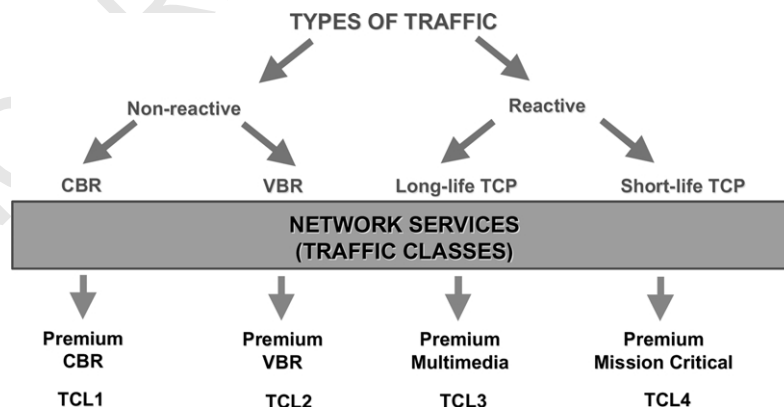 TYPES OF TRAFFIC
Non-reactive
Reactive
CBR
VBR
Long-life TCP
Short-life TCP
NETWORK SERVICES
(TRAFFIC CLASSES)
Premium
CBR
Premium
VBR
Premium
Multimedia
Premium
Mission Critical
TCL1
TCL2
TCL3
TCL4